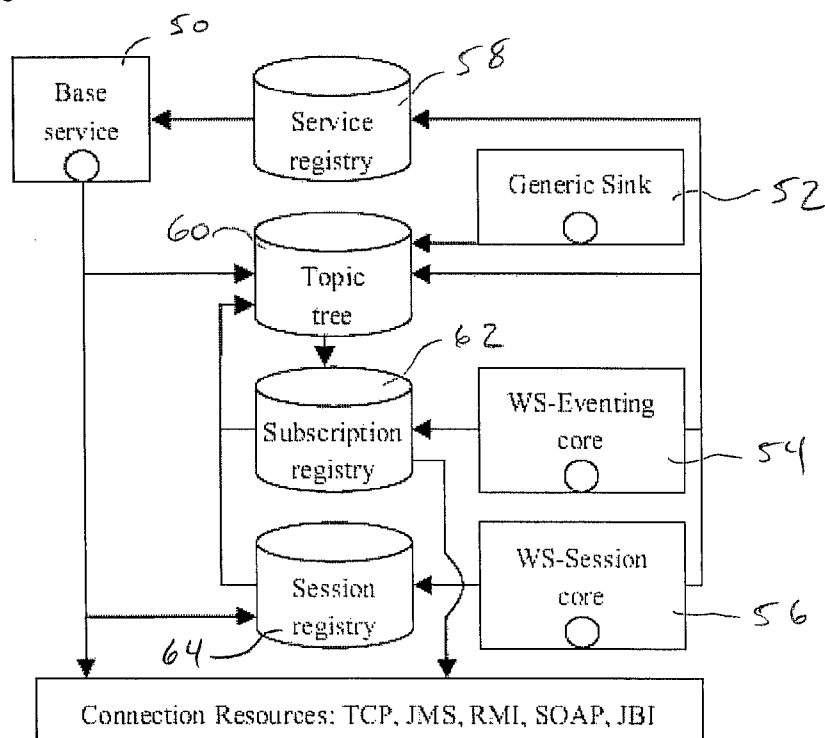 50
58
Base
service
Service
registry
Generic Sink
52
60
Topic
tree
62
Subscription
registry
WS-Eventing
core
54
Session
registry
WS-Session
core
56
64
Connection Resources: TCP, JMS, RMI, SOAP, JBI